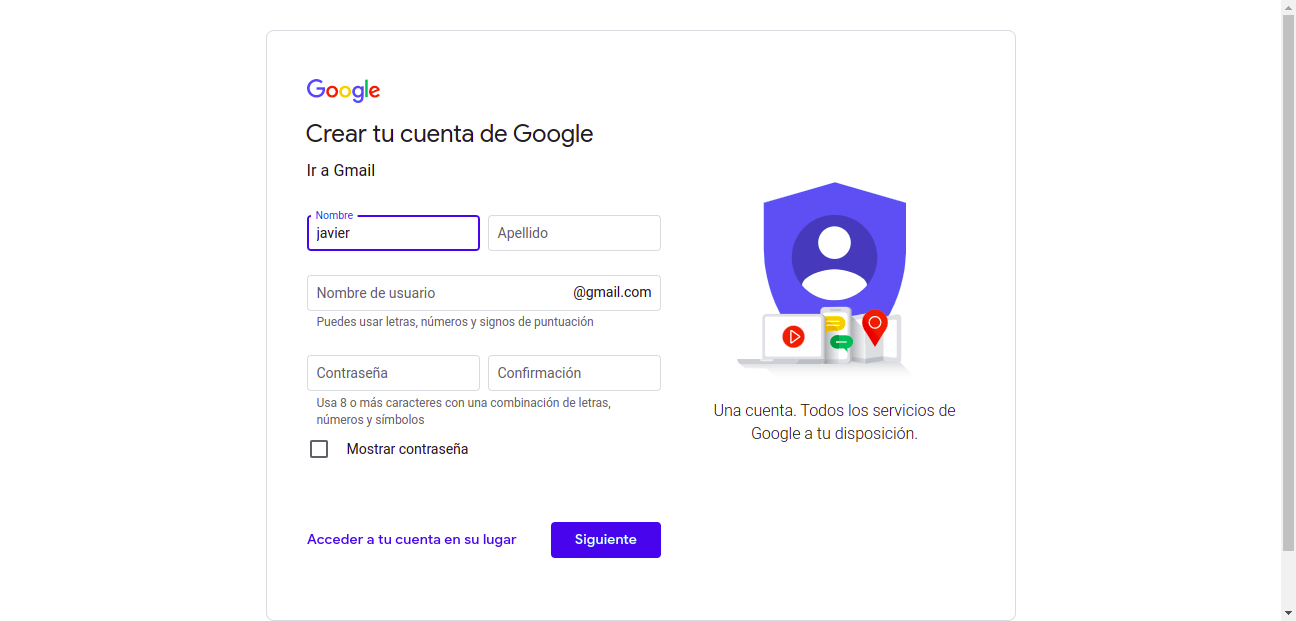 Google
Crear tu cuenta de Google
Ir a Gmail
Nombre
javier
Apellido
Nombre de usuario
@gmail.com
Puedes usar letras, números y signos de puntuación
Contraseña
Confirmación
Usa 8 o más caracteres con una combinación de letras,
números y símbolos
Mostrar contraseña
Acceder a tu cuenta en su lugar
Siguiente
Una cuenta. Todos los servicios de
Google a tu disposición.